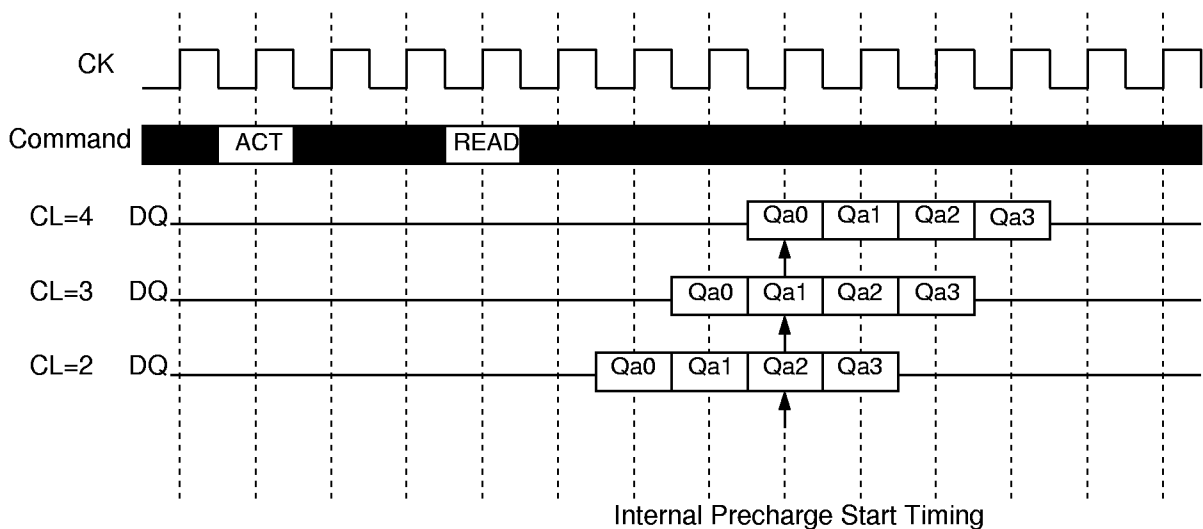 CK
Command ACT READ
CL=4 DQ Qa0 Qa1 Qa2 Qa3
CL=3 DQ Qa0 Qa1 Qa2 Qa3
CL=2 DQ Qa0 Qa1 Qa2 Qa3
Internal Precharge Start Timing